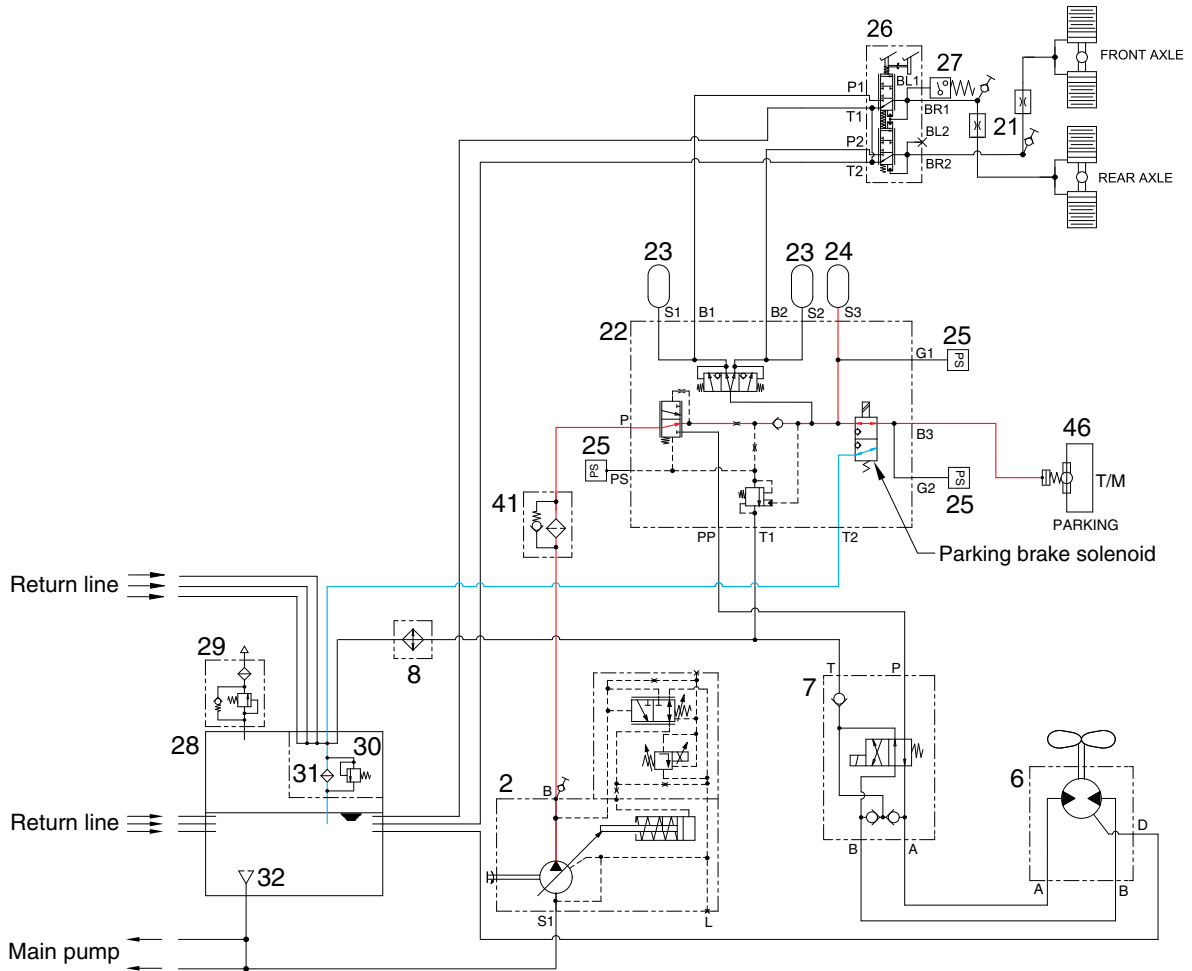 26
27
FRONT AXLE
BL1
P1
BR1
T1
21
BL2
P2
BR2
T2
REAR AXLE
23
23
24
S1
B1
B2
S2
S3
22
G1
25
PS
P
B3
46
25
PS
PS
G2
PS
25
T/M
PARKING
41
PP
T1
T2
Parking brake solenoid
Return line
29
8
T
P
7
28
30
31
2
B
6
Return line
D
32
B
A
A
B
S1
L
Main pump